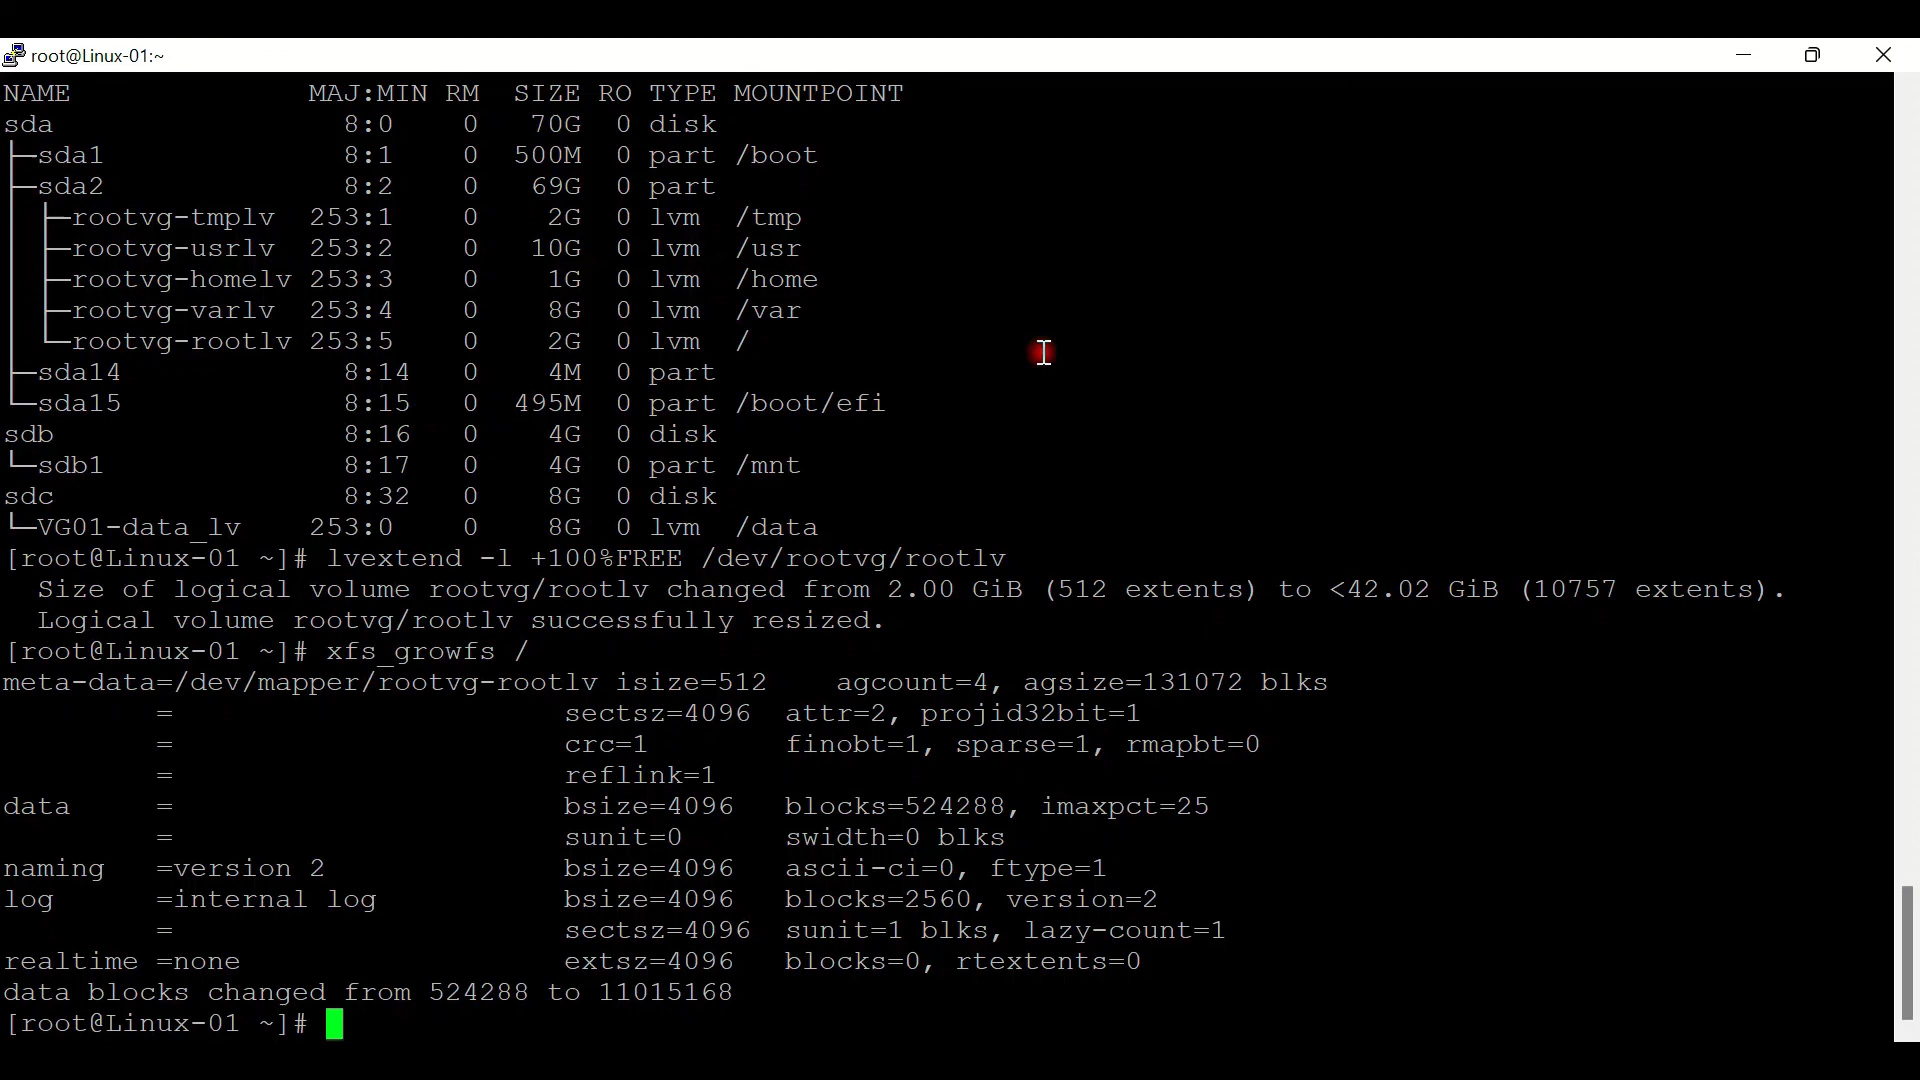 root@Linux-01:~
NAME MAJ:MIN RM SIZE RO TYPE MOUNTPOINT
sda 8:0 0 70G 0 disk
├─sda1 8:1 0 500M 0 part /boot
├─sda2 8:2 0 69G 0 part
│ ├─rootvg-tmplv 253:1 0 2G 0 lvm /tmp
│ ├─rootvg-usrlv 253:2 0 10G 0 lvm /usr
│ ├─rootvg-homelv 253:3 0 1G 0 lvm /home
│ ├─rootvg-varlv 253:4 0 8G 0 lvm /var
│ └─rootvg-rootlv 253:5 0 2G 0 lvm /
├─sda14 8:14 0 4M 0 part
└─sda15 8:15 0 495M 0 part /boot/efi
sdb 8:16 0 4G 0 disk
└─sdb1 8:17 0 4G 0 part /mnt
sdc 8:32 0 8G 0 disk
└─VG01-data_lv 253:0 0 8G 0 lvm /data
[root@Linux-01 ~]# lvextend -l +100%FREE /dev/rootvg/rootlv
Size of logical volume rootvg/rootlv changed from 2.00 GiB (512 extents) to <42.02 GiB (10757 extents).
Logical volume rootvg/rootlv successfully resized.
[root@Linux-01 ~]# xfs_growfs /
meta-data=/dev/mapper/rootvg-rootlv isize=512 agcount=4, agsize=131072 blks
= sectsz=4096 attr=2, projid32bit=1
= crc=1 finobt=1, sparse=1, rmapbt=0
= reflink=1
data = bsize=4096 blocks=524288, imaxpct=25
= sunit=0 swidth=0 blks
naming =version 2 bsize=4096 ascii-ci=0, ftype=1
log =internal log bsize=4096 blocks=2560, version=2
= sectsz=4096 sunit=1 blks, lazy-count=1
realtime =none extsz=4096 blocks=0, rtextents=0
data blocks changed from 524288 to 11015168
[root@Linux-01 ~]#